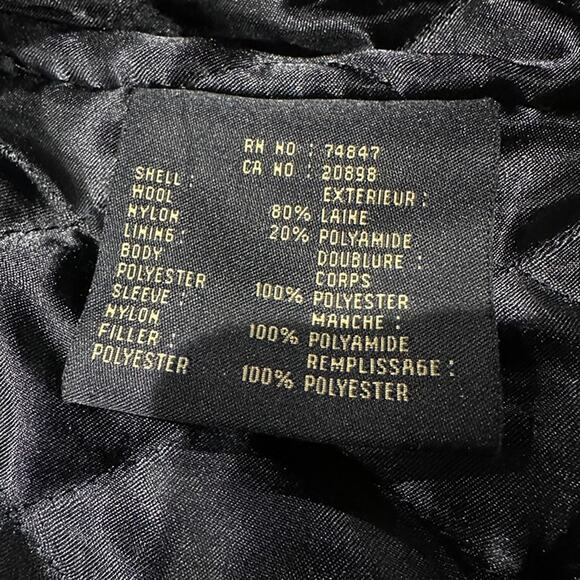 RN NO : 74847
CA NO : 20898
SHELL : EXTERIEUR :
WOOL 80% LAINE
NYLON 20% POLYAMIDE
LINING : DOUBLURE :
BODY CORPS
POLYESTER 100% POLYESTER
SLEEVE : MANCHE :
NYLON 100% POLYAMIDE
FILLER : REMPLISSAGE :
POLYESTER 100% POLYESTER